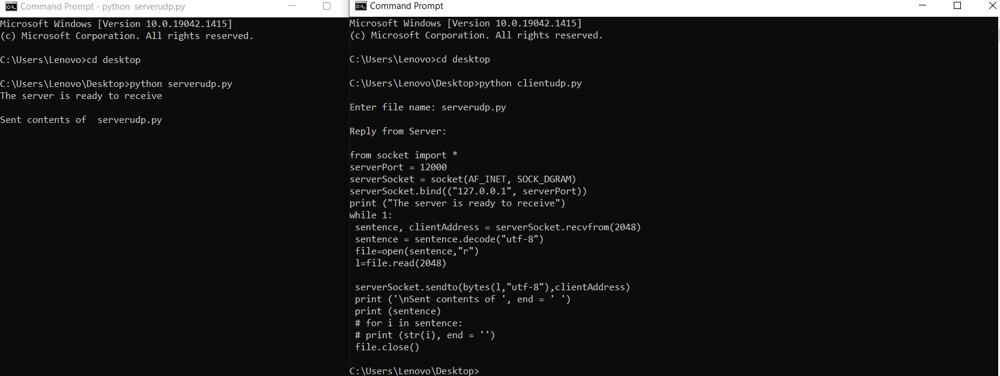 Command Prompt - python  serverudp.py
Microsoft Windows [Version 10.0.19042.1415]
(c) Microsoft Corporation. All rights reserved.
C:\Users\Lenovo>cd desktop
C:\Users\Lenovo\Desktop>python serverudp.py
The server is ready to receive
Sent contents of  serverudp.py
Command Prompt
Microsoft Windows [Version 10.0.19042.1415]
(c) Microsoft Corporation. All rights reserved.
C:\Users\Lenovo>cd desktop
C:\Users\Lenovo\Desktop>python clientudp.py
Enter file name: serverudp.py
Reply from Server:
from socket import *
serverPort = 12000
serverSocket = socket(AF_INET, SOCK_DGRAM)
serverSocket.bind(("127.0.0.1", serverPort))
print ("The server is ready to receive")
while 1:
 sentence, clientAddress = serverSocket.recvfrom(2048)
 sentence = sentence.decode("utf-8")
 file=open(sentence,"r")
 l=file.read(2048)
 serverSocket.sendto(bytes(l,"utf-8"),clientAddress)
 print ('\nSent contents of ', end = ' ')
 print (sentence)
 # for i in sentence:
 # print (str(i), end = '')
 file.close()
C:\Users\Lenovo\Desktop>